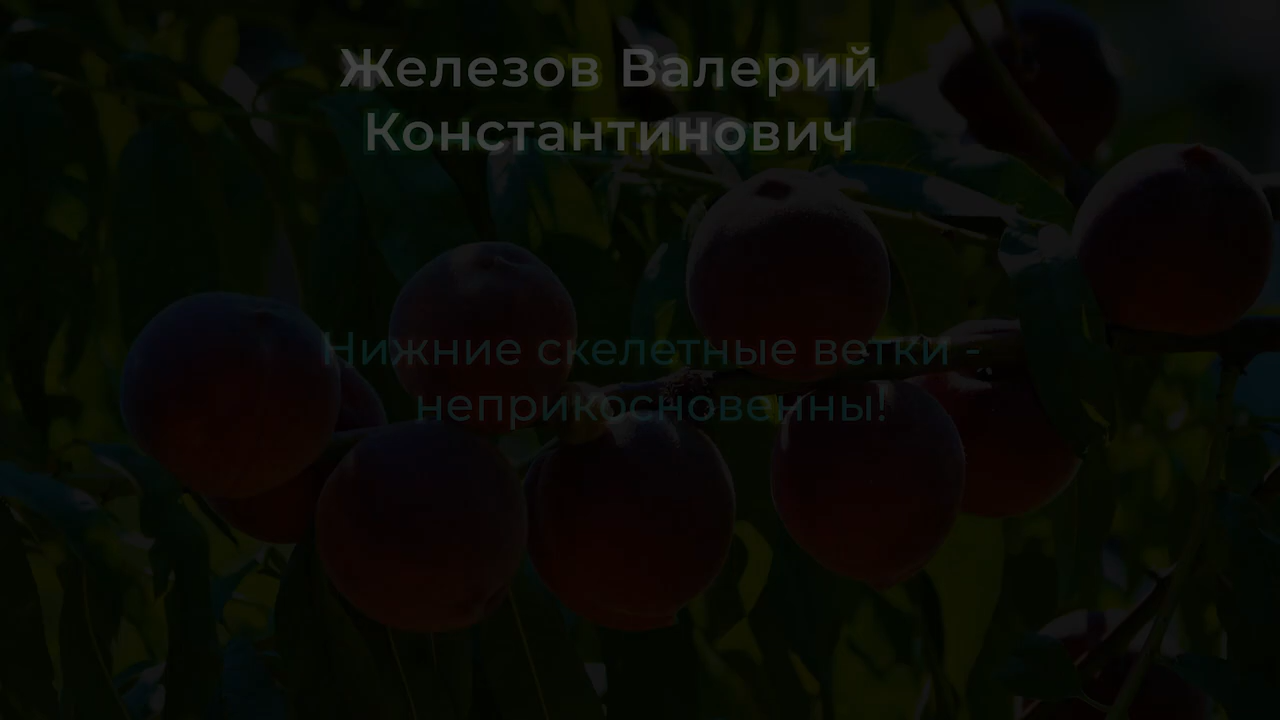 Железов Валерий
Константинович
Нижние скелетные ветки -
неприкосновенны!